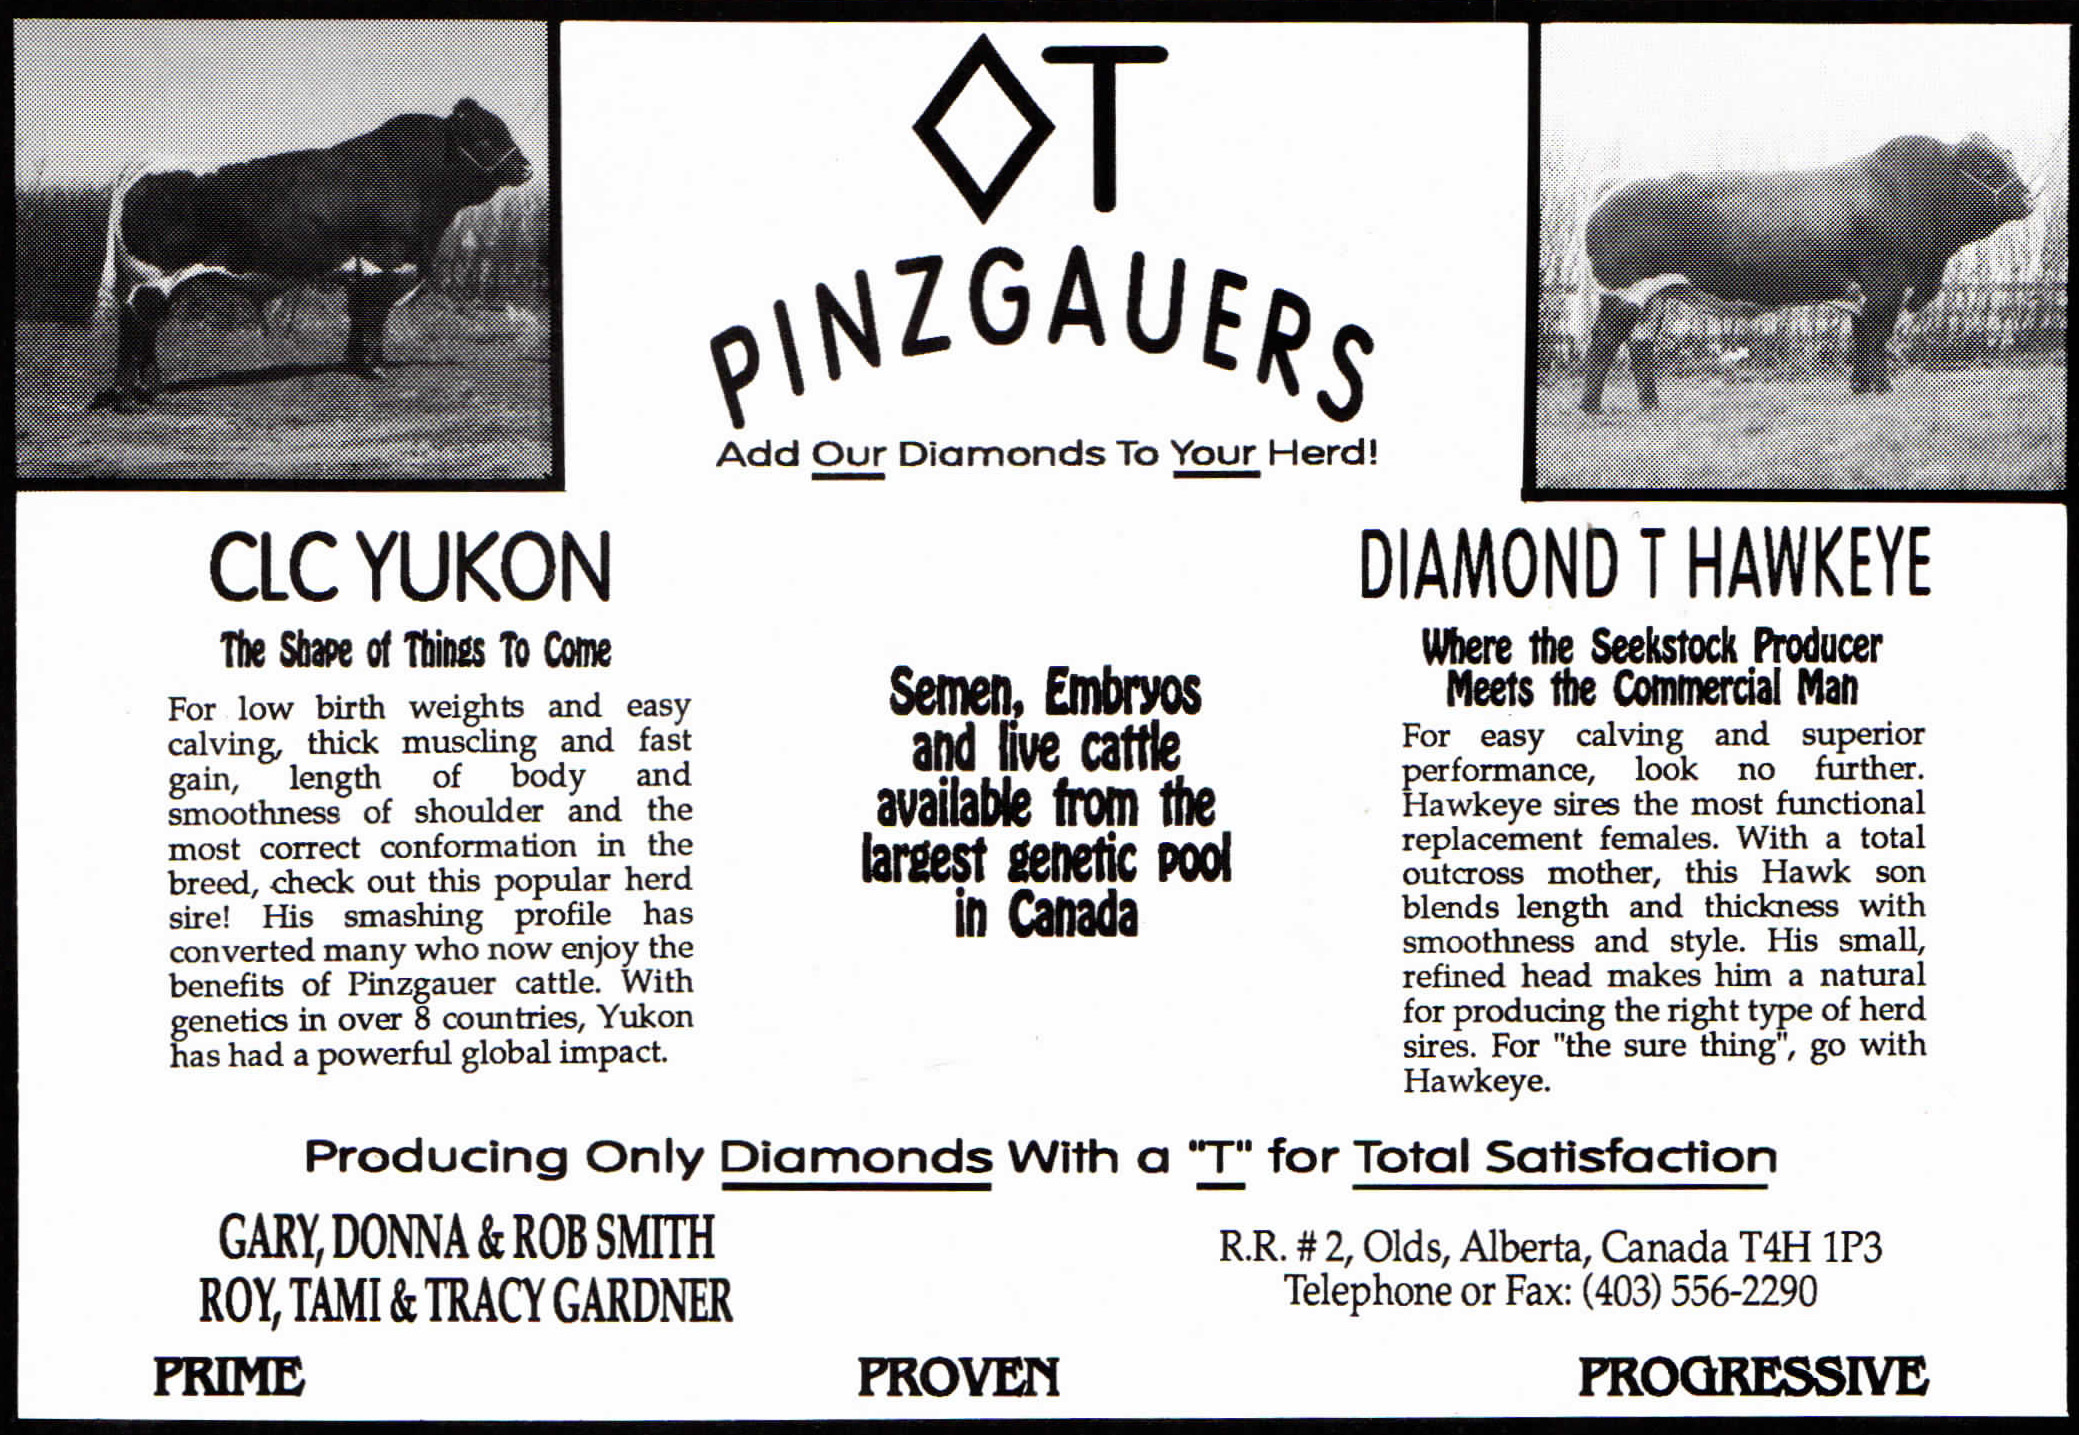 ◇T
PINZGAUERS
Add Our Diamonds To Your Herd!
CLC YUKON
The Shape of Things To Come
For low birth weights and easy
calving, thick muscling and fast
gain, length of body and
smoothness of shoulder and the
most correct conformation in the
breed, check out this popular herd
sire! His smashing profile has
converted many who now enjoy the
benefits of Pinzgauer cattle. With
genetics in over 8 countries, Yukon
has had a powerful global impact.
Semen, Embryos
and live cattle
available from the
largest genetic pool
in Canada
DIAMOND T HAWKEYE
Where the Seekstock Producer
Meets the Commercial Man
For easy calving and superior
performance, look no further.
Hawkeye sires the most functional
replacement females. With a total
outcross mother, this Hawk son
blends length and thickness with
smoothness and style. His small,
refined head makes him a natural
for producing the right type of herd
sires. For "the sure thing", go with
Hawkeye.
Producing Only Diamonds With a "T" for Total Satisfaction
GARY, DONNA & ROB SMITH
ROY, TAMI & TRACY GARDNER
R.R. # 2, Olds, Alberta, Canada T4H 1P3
Telephone or Fax: (403) 556-2290
PRIME
PROVEN
PROGRESSIVE